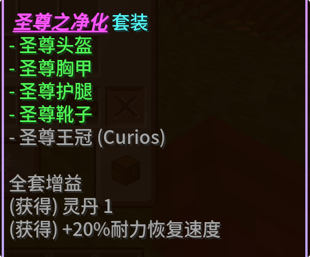 圣尊之净化 套装
- 圣尊头盔
- 圣尊胸甲
- 圣尊护腿
- 圣尊靴子
- 圣尊王冠 (Curios)
全套增益
(获得) 灵丹 1
(获得) +20%耐力恢复速度